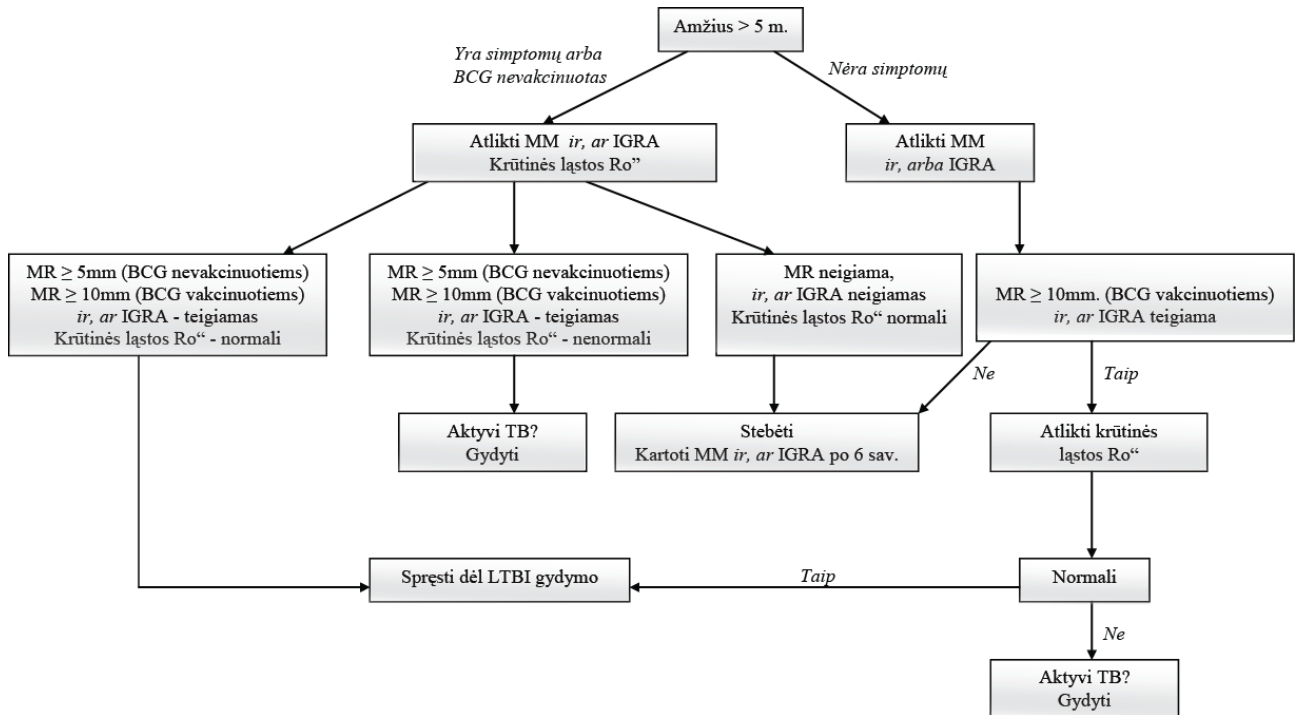 Amžius > 5 m.
Yra simptomų arba
BCG nevakcinuotas
Nėra simptomų
Atlikti MM ir, ar IGRA
Krūtinės ląstos Ro”
Atlikti MM
ir, arba IGRA
MR ≥ 5mm (BCG nevakcinuotiems)
MR ≥ 10mm (BCG vakcinuotiems)
ir, ar IGRA - teigiamas
Krūtinės ląstos Ro“ - normali
MR ≥ 5mm (BCG nevakcinuotiems)
MR ≥ 10mm (BCG vakcinuotiems)
ir, ar IGRA - teigiamas
Krūtinės ląstos Ro“ - nenormali
MR neigiama,
ir, ar IGRA neigiamas
Krūtinės ląstos Ro“ normali
MR ≥ 10mm. (BCG vakcinuotiems)
ir, ar IGRA teigiama
Ne
Taip
Aktyvi TB?
Gydyti
Stebėti
Kartoti MM ir, ar IGRA po 6 sav.
Atlikti krūtinės
ląstos Ro“
Spręsti dėl LTBI gydymo
Taip
Normali
Ne
Aktyvi TB?
Gydyti